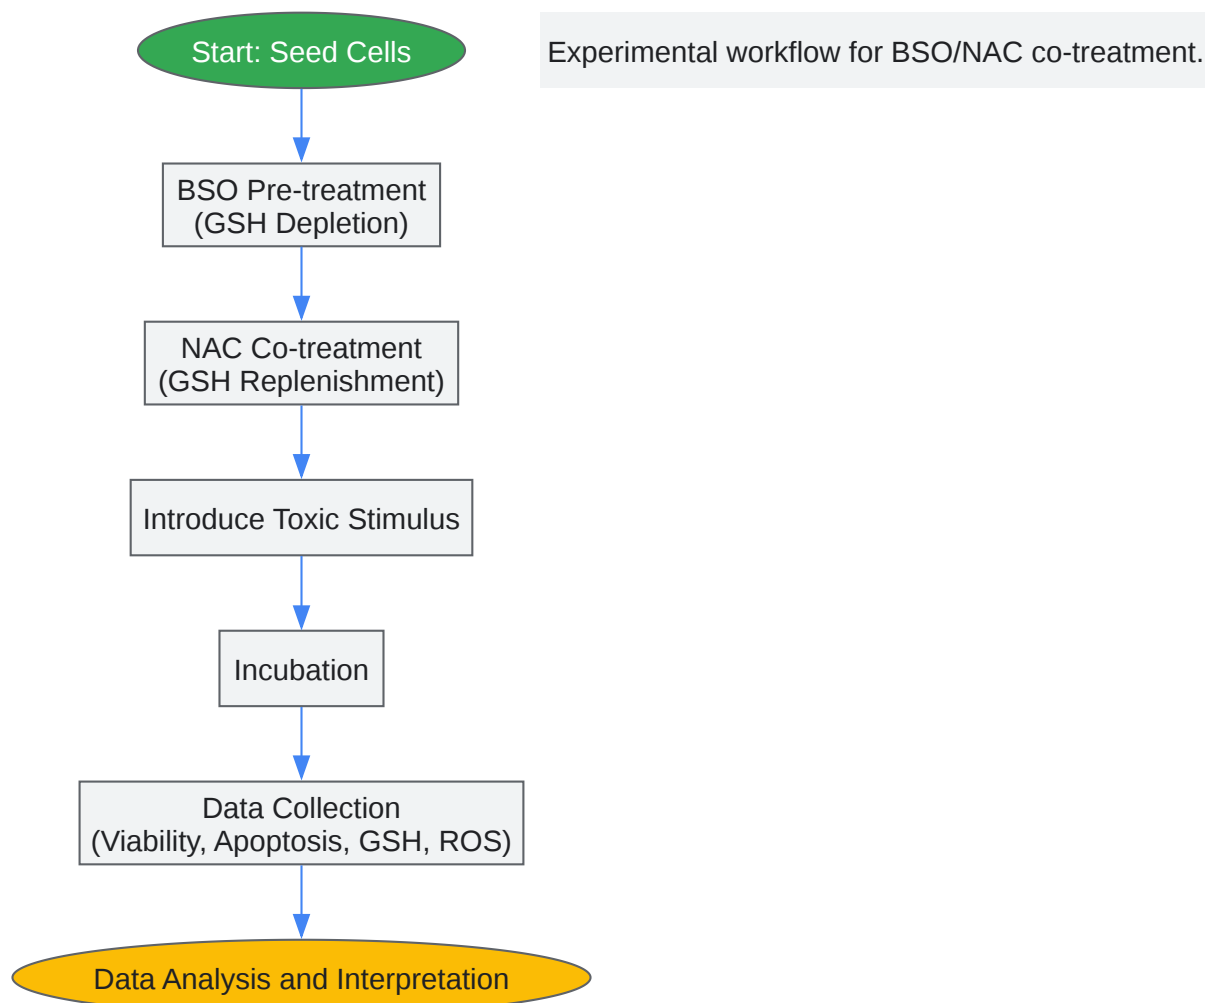 Start: Seed Cells
Experimental workflow for BSO/NAC co-treatment.
BSO Pre-treatment
(GSH Depletion)
NAC Co-treatment
(GSH Replenishment)
Introduce Toxic Stimulus
Incubation
Data Collection
(Viability, Apoptosis, GSH, ROS)
Data Analysis and Interpretation